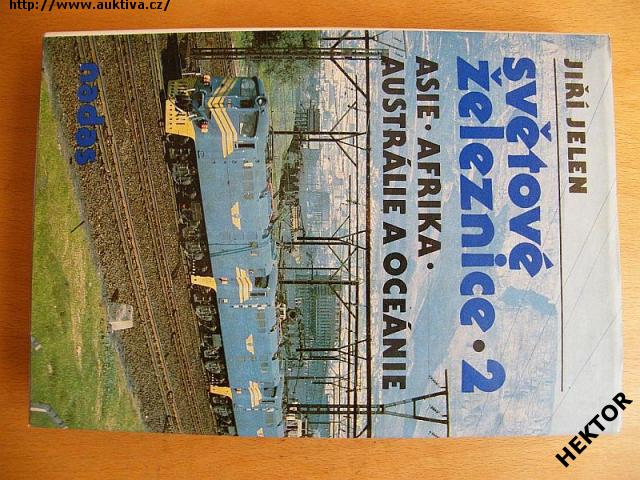 http://www.auktiva.cz/
JIŘÍ JELEN
světové
železnice • 2
ASIE • AFRIKA •
AUSTRÁLIE A OCEÁNIE
nadas
HEKTOR